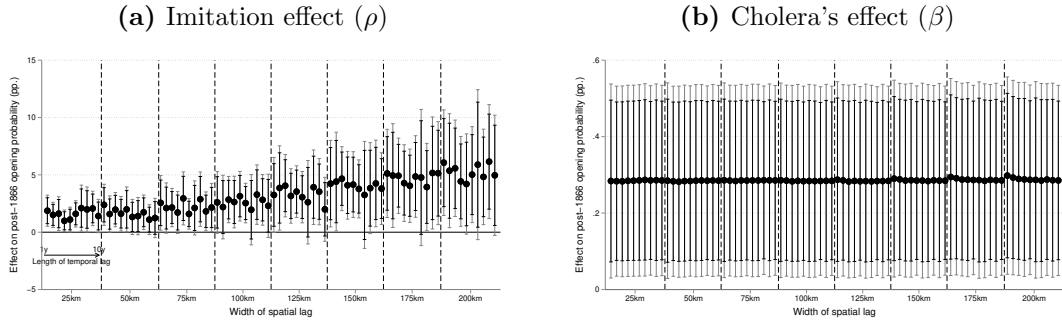 (a) Imitation effect (ρ)
Effect on post-1866 opening probability (pp.)
15
10
5
0
−5
1y
10y
Length of temporal lag
25km 50km 75km 100km 125km 150km 175km 200km
Width of spatial lag
(b) Cholera's effect (β)
Effect on post-1866 opening probability (pp.)
.6
.4
.2
0
25km 50km 75km 100km 125km 150km 175km 200km
Width of spatial lag